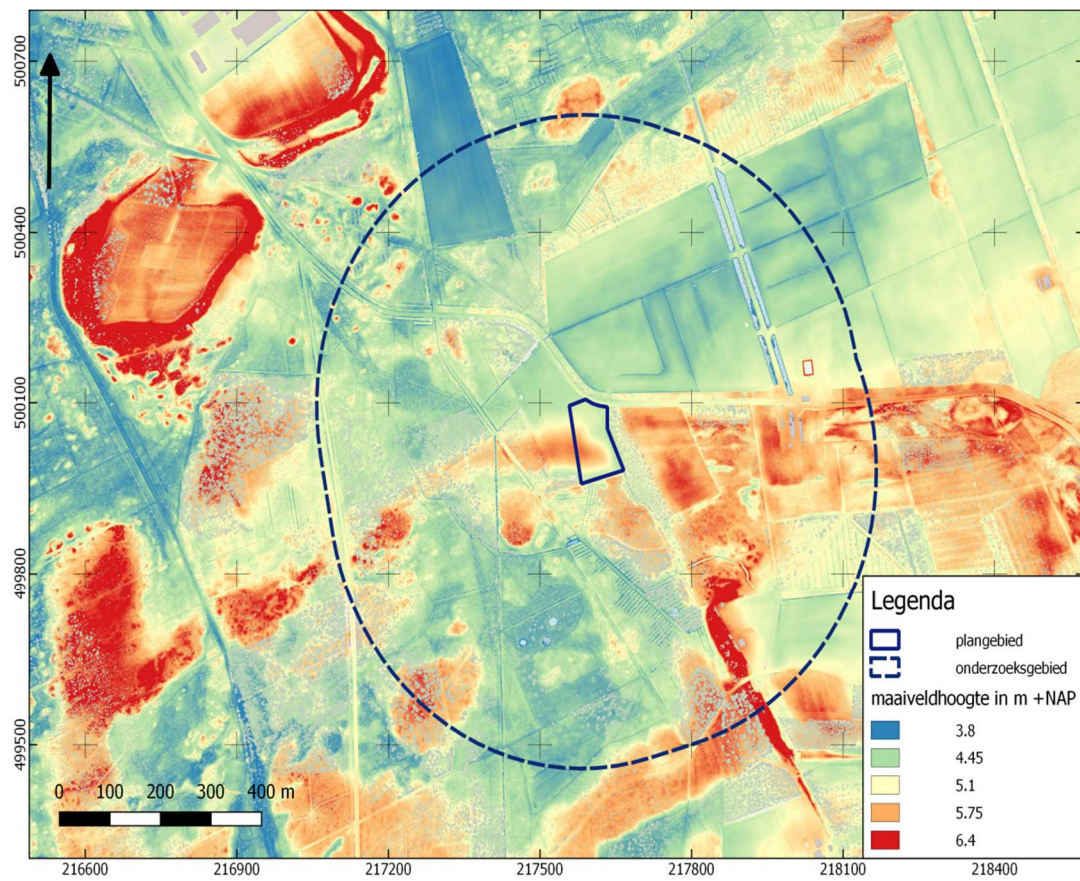 500700
500400
500100
499800
499500
Legenda
plangebied
onderzoeksgebied
maaiveldhoogte in m +NAP
3.8
4.45
5.1
5.75
6.4
0 100 200 300 400 m
216600 216900 217200 217500 217800 218100 218400